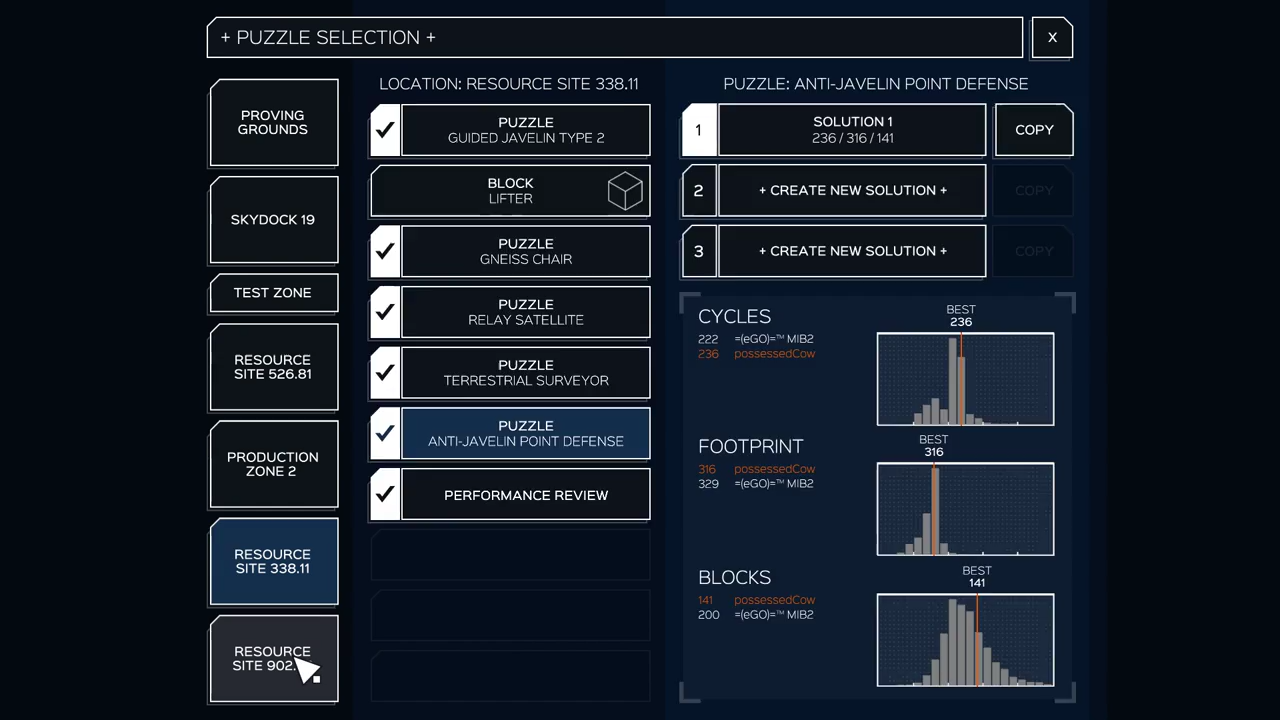 + PUZZLE SELECTION +
X
PROVING
GROUNDS
SKYDOCK 19
TEST ZONE
RESOURCE
SITE 526.81
PRODUCTION
ZONE 2
RESOURCE
SITE 338.11
RESOURCE
SITE 902.
LOCATION: RESOURCE SITE 338.11
PUZZLE
GUIDED JAVELIN TYPE 2
BLOCK
LIFTER
PUZZLE
GNEISS CHAIR
PUZZLE
RELAY SATELLITE
PUZZLE
TERRESTRIAL SURVEYOR
PUZZLE
ANTI-JAVELIN POINT DEFENSE
PERFORMANCE REVIEW
PUZZLE: ANTI-JAVELIN POINT DEFENSE
1
SOLUTION 1
236 / 316 / 141
COPY
2
+ CREATE NEW SOLUTION +
COPY
3
+ CREATE NEW SOLUTION +
COPY
CYCLES
222 =(eGO)=™ MIB2
236 possessedCow
BEST
236
FOOTPRINT
316 possessedCow
329 =(eGO)=™ MIB2
BEST
316
BLOCKS
141 possessedCow
200 =(eGO)=™ MIB2
BEST
141